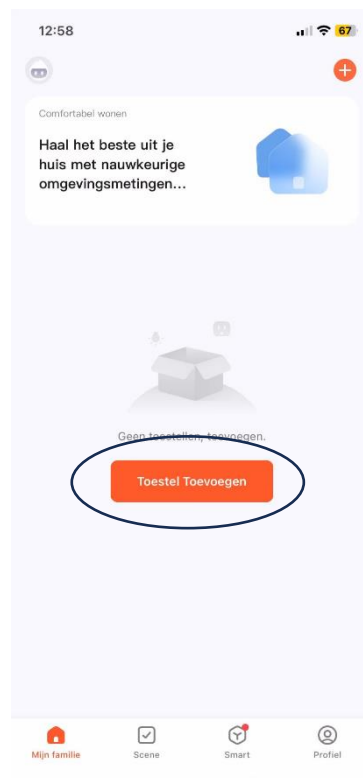 12:58
67
Comfortabel wonen
Haal het beste uit je
huis met nauwkeurige
omgevingsmetingen...
Geen toestellen, toevoegen.
Toestel Toevoegen
Mijn familie
Scene
Smart
Profiel